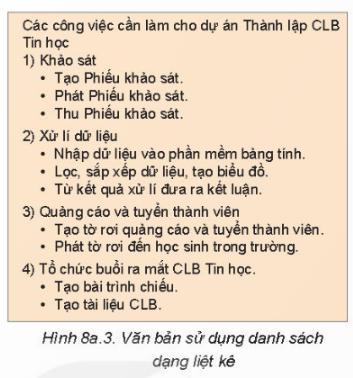 Các công việc cần làm cho dự án Thành lập CLB
Tin học
1) Khảo sát
• Tạo Phiếu khảo sát.
• Phát Phiếu khảo sát.
• Thu Phiếu khảo sát.
2) Xử lí dữ liệu
• Nhập dữ liệu vào phần mềm bảng tính.
• Lọc, sắp xếp dữ liệu, tạo biểu đồ.
• Từ kết quả xử lí đưa ra kết luận.
3) Quảng cáo và tuyển thành viên
• Tạo tờ rơi quảng cáo và tuyển thành viên.
• Phát tờ rơi đến học sinh trong trường.
4) Tổ chức buổi ra mắt CLB Tin học.
• Tạo bài trình chiếu.
• Tạo tài liệu CLB.
Hình 8a.3. Văn bản sử dụng danh sách
dạng liệt kê